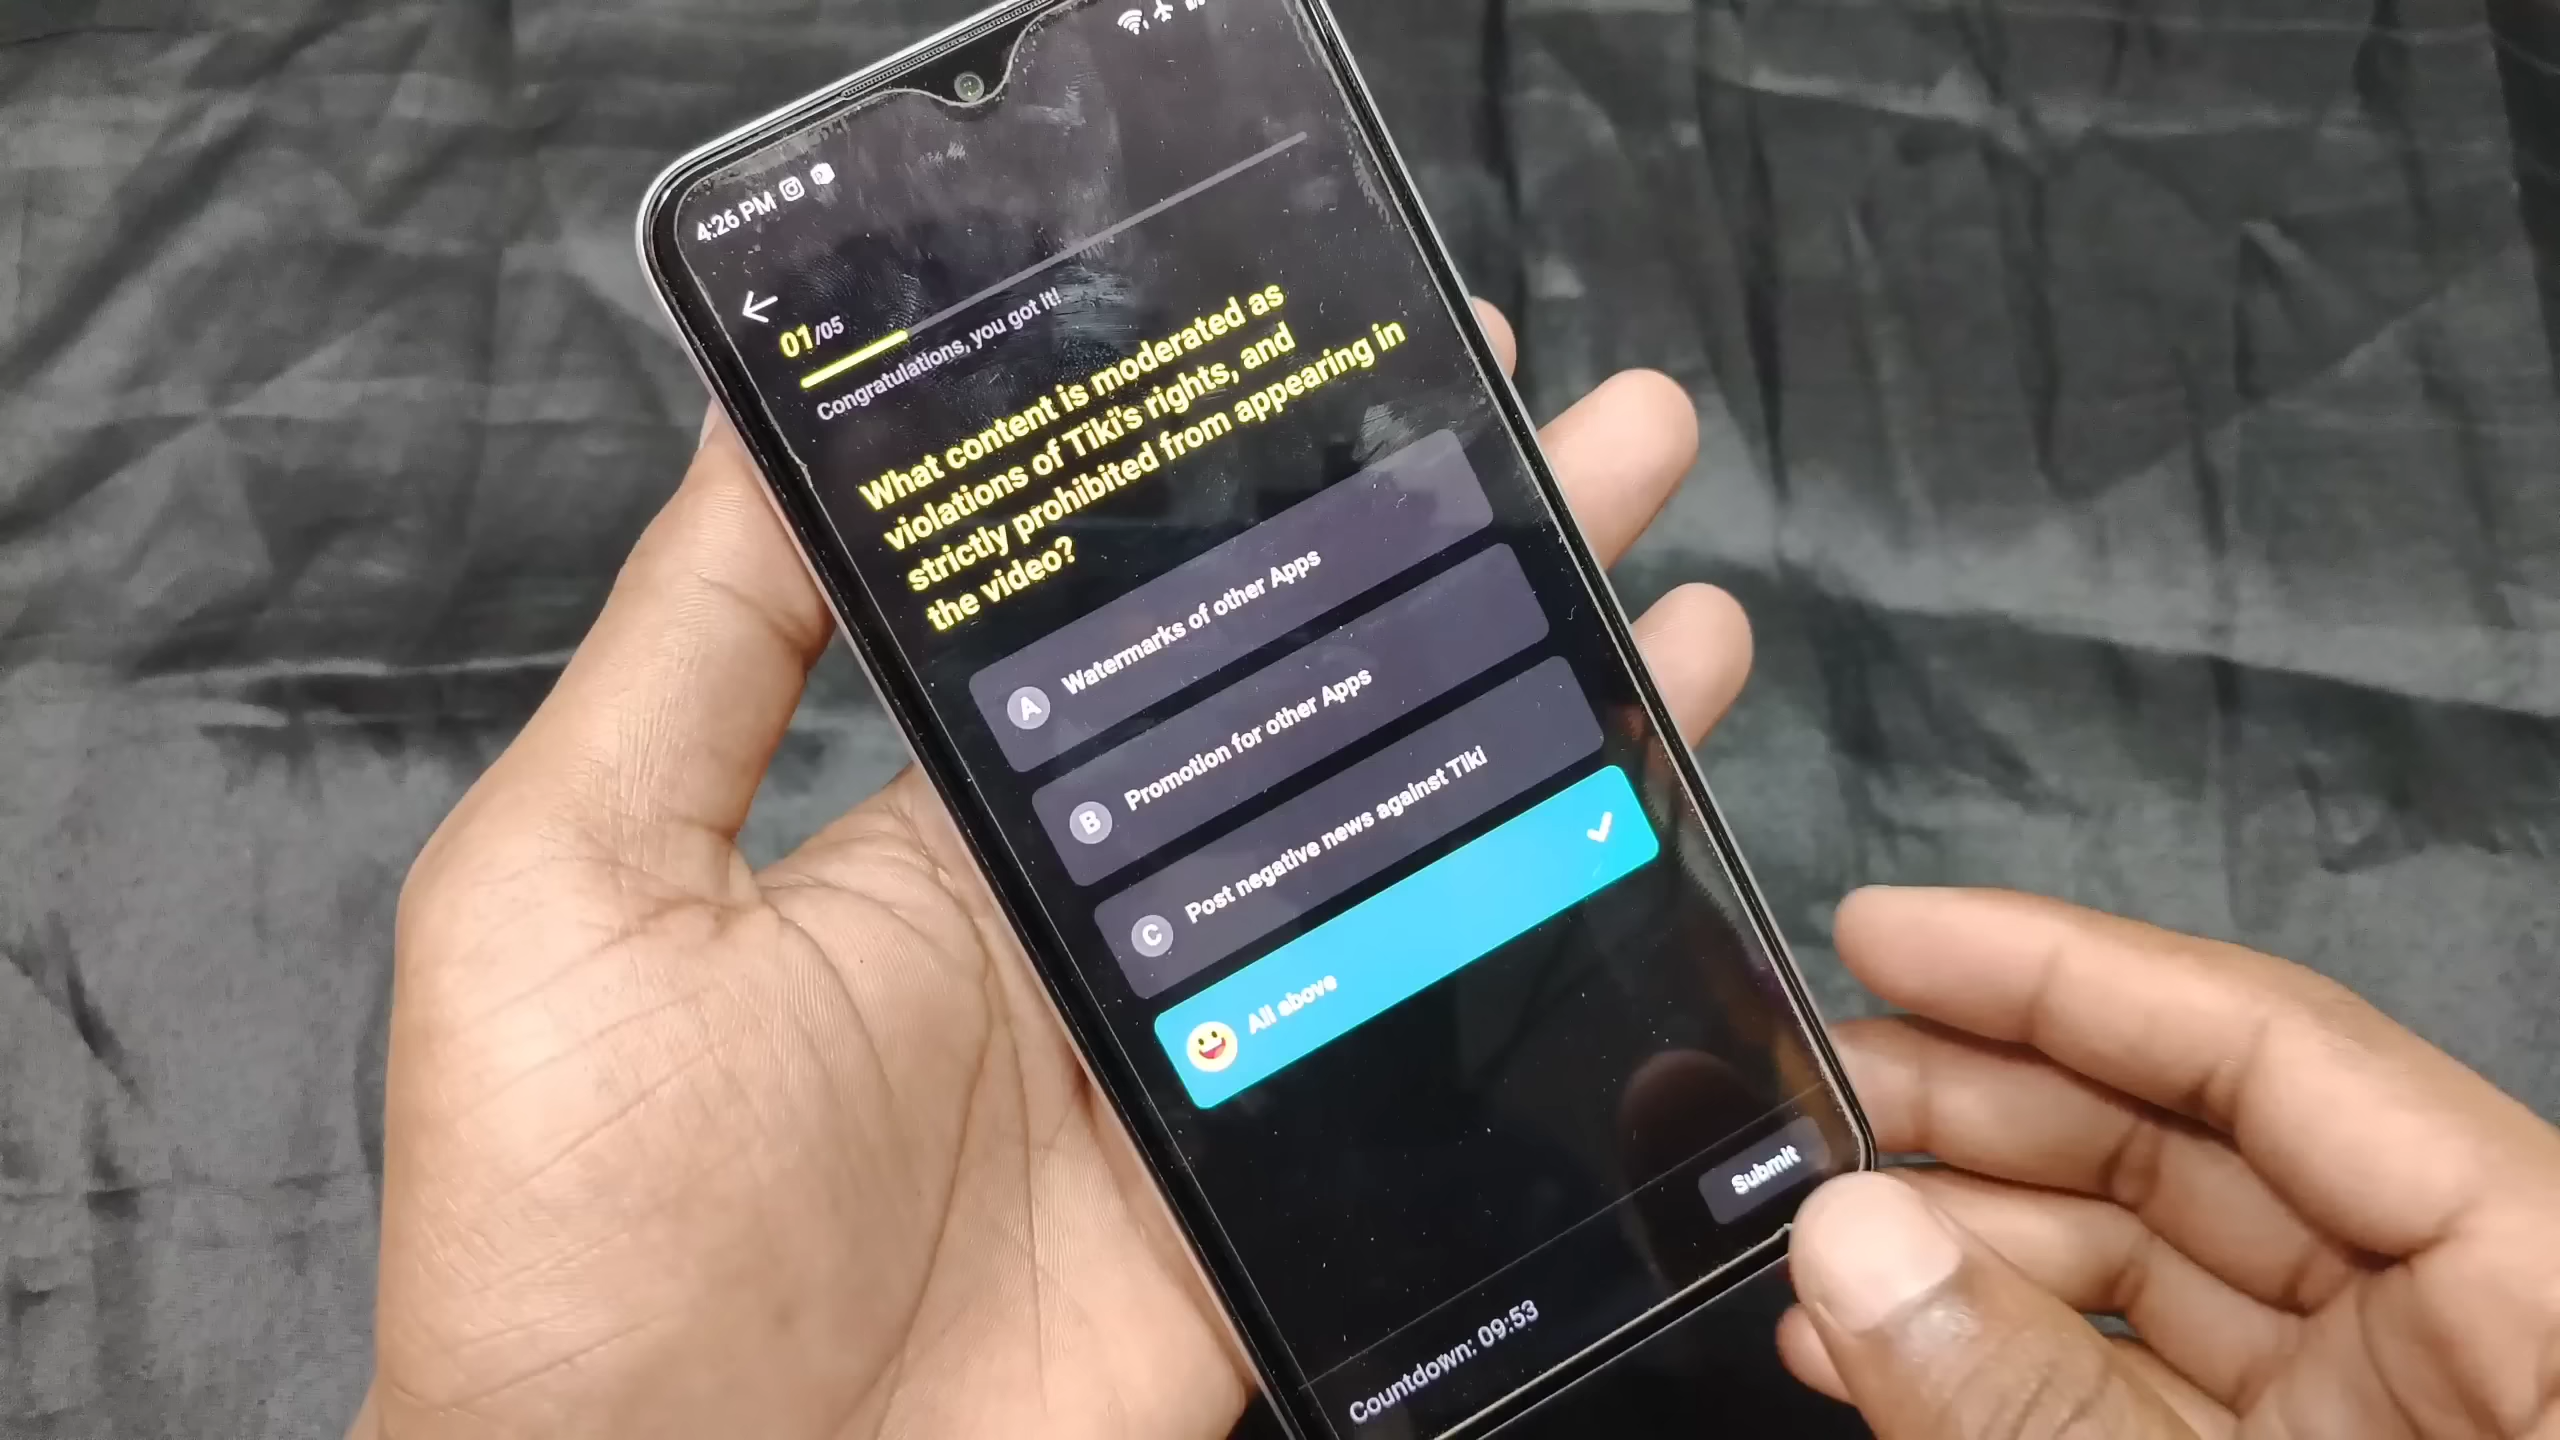 4:26 PM
01/05
Congratulations, you got it!
What content is moderated as
violations of Tiki's rights, and
strictly prohibited from appearing in
the video?
A Watermarks of other Apps
B Promotion for other Apps
C Post negative news against Tiki
All above
Submit
Countdown: 09:53